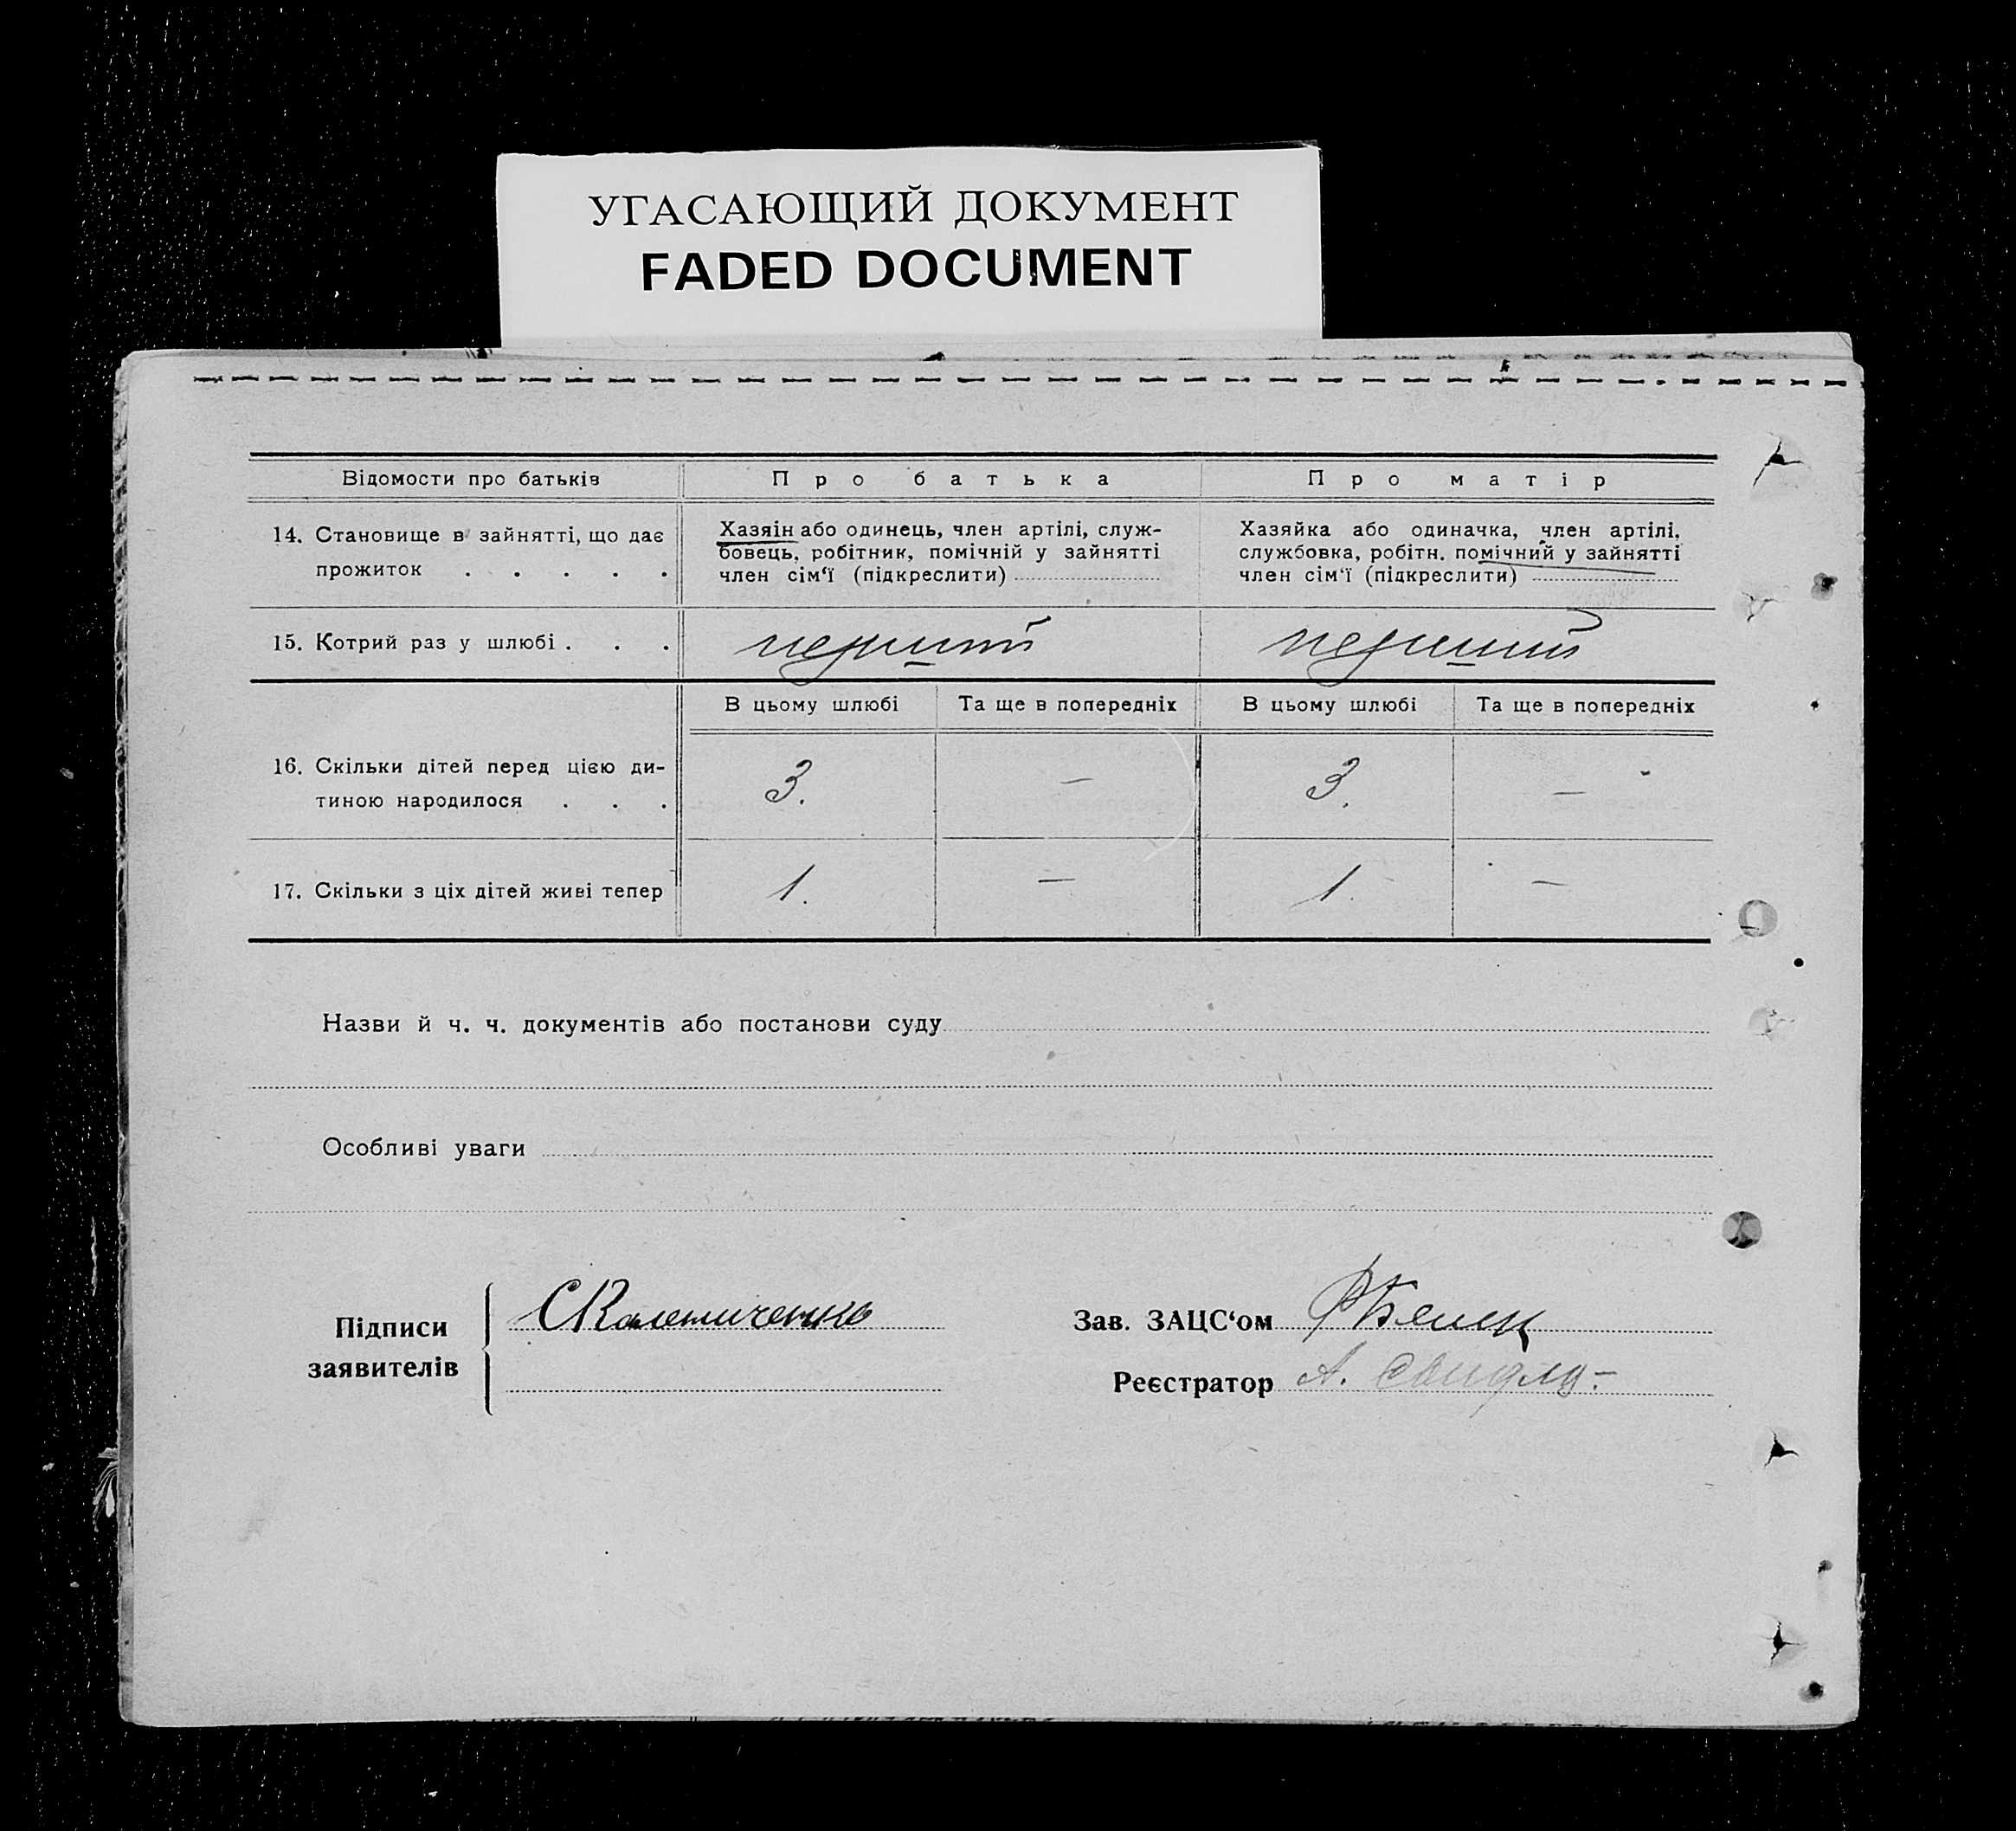 УГАСАЮЩИЙ ДОКУМЕНТ
FADED DOCUMENT
Відомости про батьків Про батька Про матір
14. Становище в зайнятті, що дає прожиток . . . . .
Хазяін або одинець, член артілі, служ-
бовець, робітник, помічній у зайнятті
член сім‘ї (підкреслити)
Хазяйка або одиначка, член артілі,
службовка, робітн. помічний у зайнятті
член сім‘ї (підкреслити)
15. Котрий раз у шлюбі . . . перший перший
В цьому шлюбі Та ще в попередніх В цьому шлюбі Та ще в попередніх
16. Скільки дітей перед цією ди-
тиною народилося . . . 3. — 3. —
17. Скільки з ціх дітей живі тепер 1. — 1. —
Назви й ч. ч. документів або постанови суду
Особливі уваги
Підписи
заявителів
Зав. ЗАЦС‘ом
Реєстратор А.